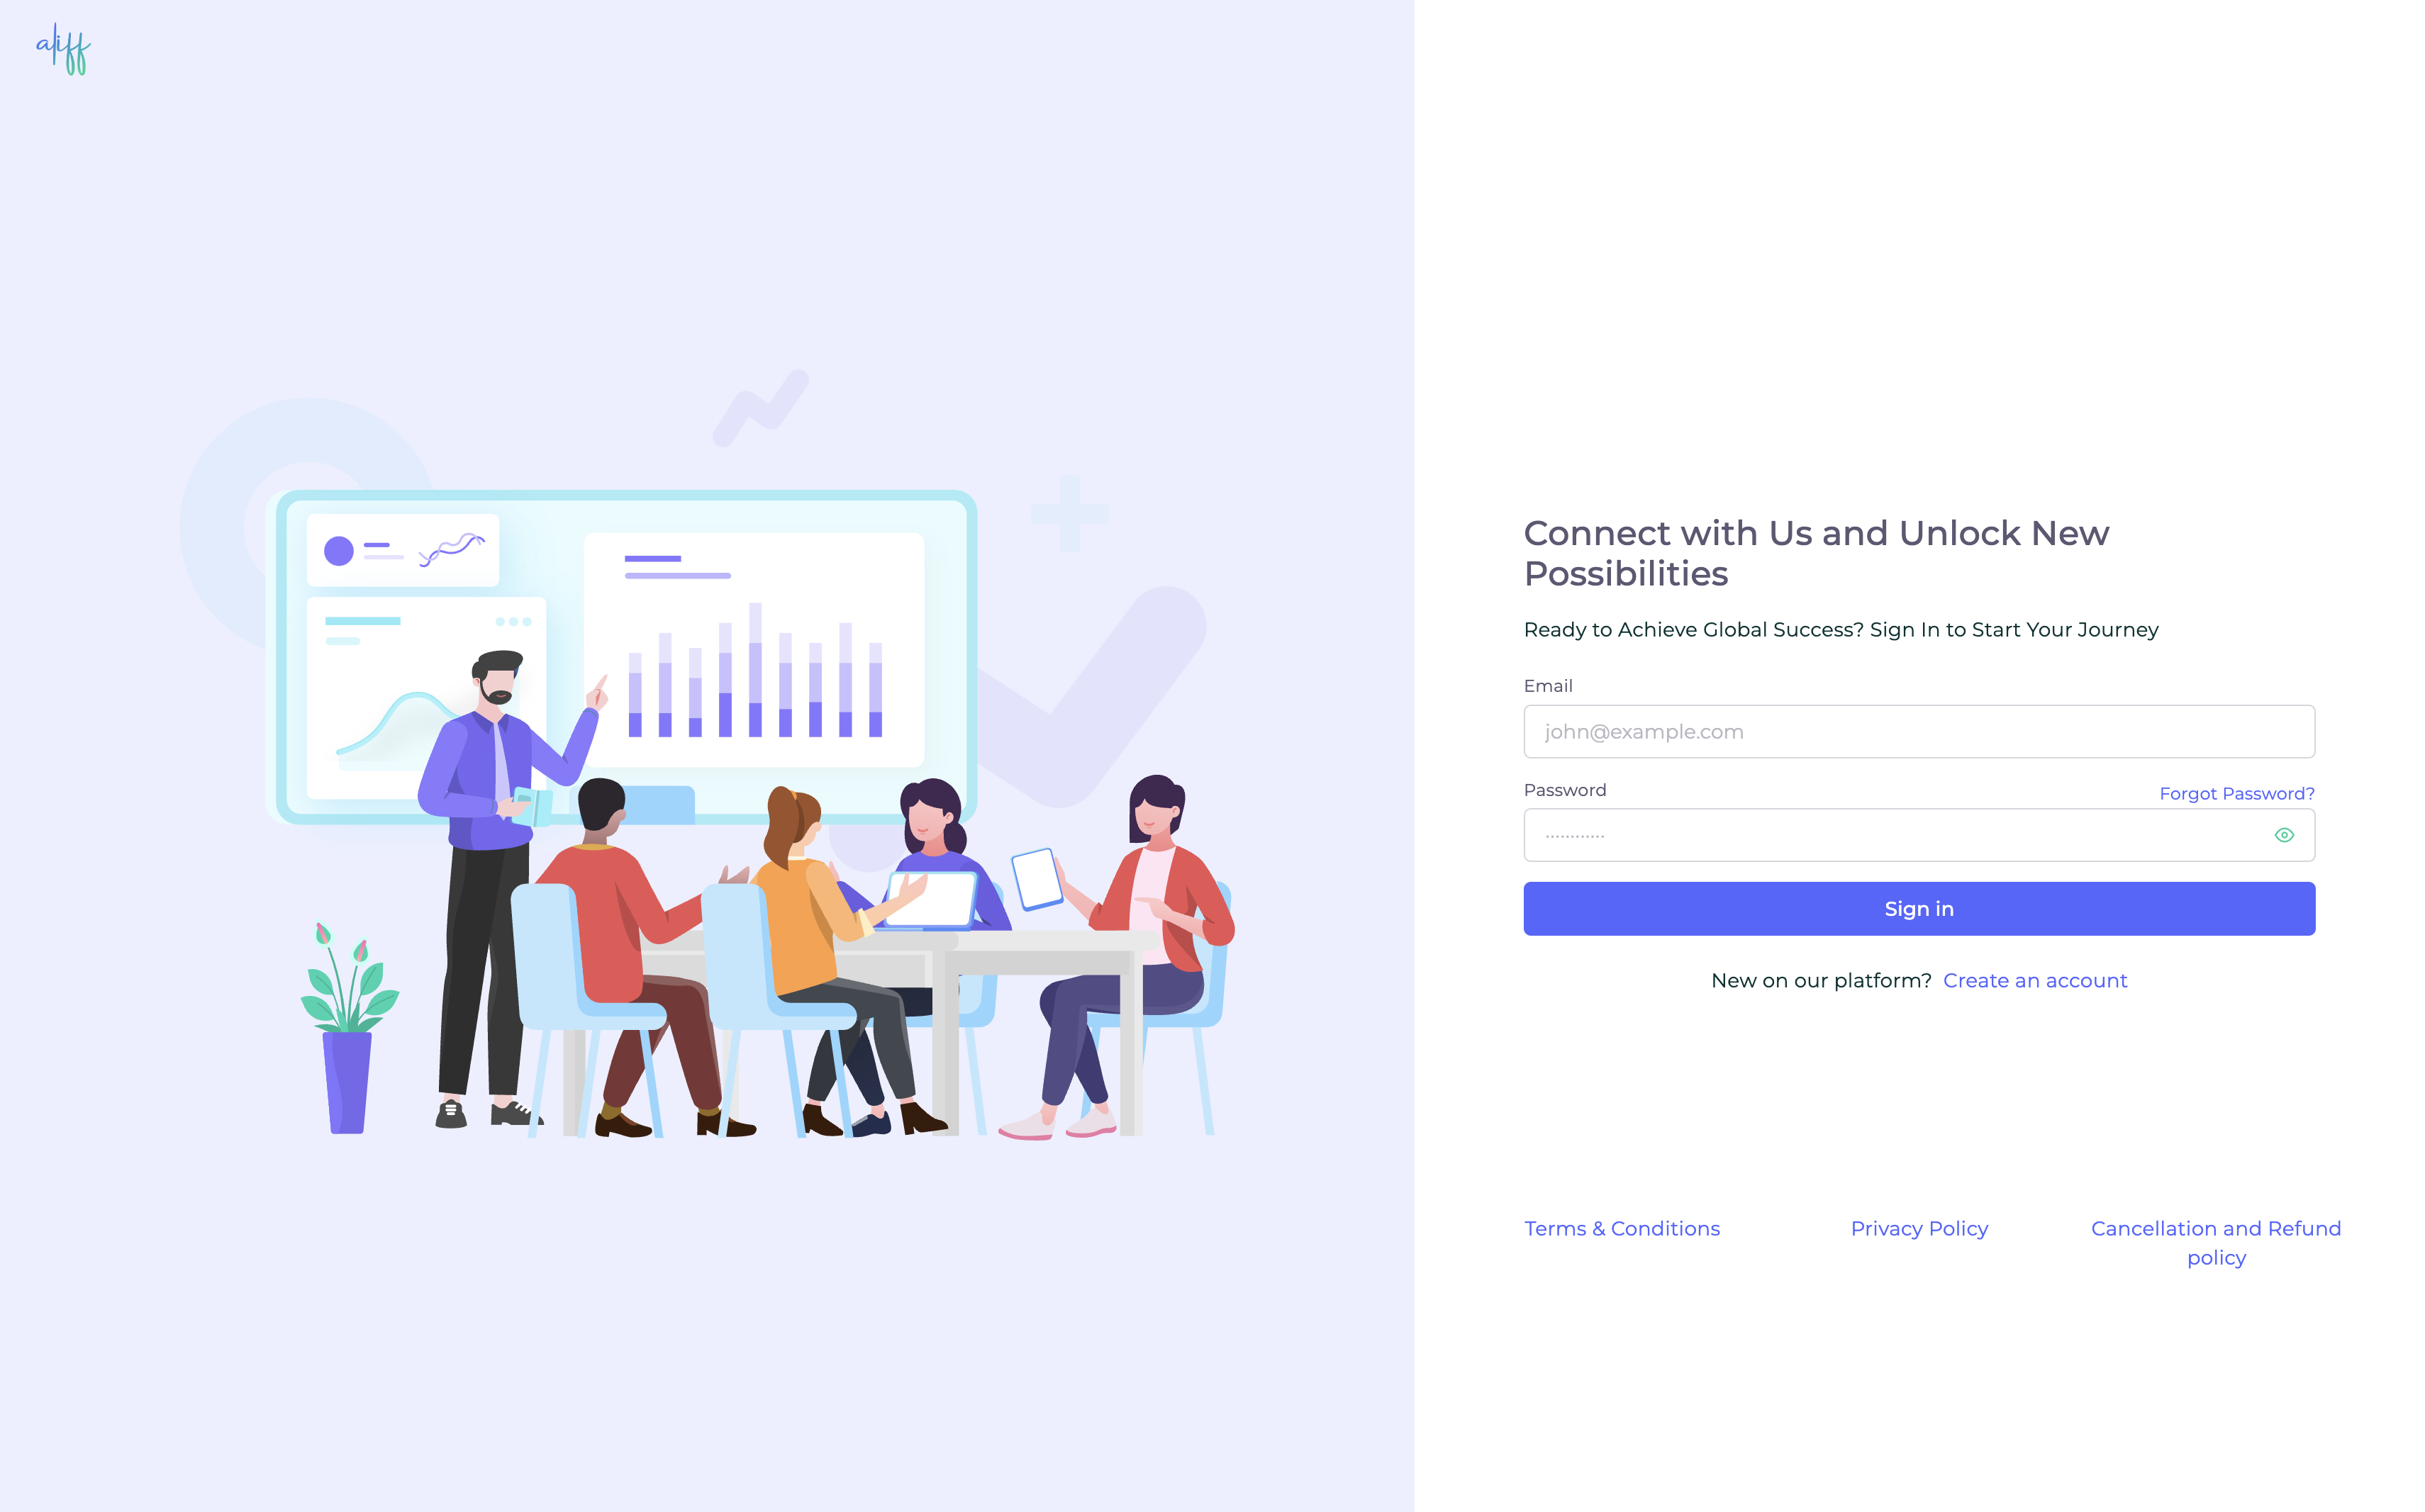 aliff
Connect with Us and Unlock New
Possibilities
Ready to Achieve Global Success? Sign In to Start Your Journey
Email
john@example.com
Password
Forgot Password?
············
Sign in
New on our platform? Create an account
Terms & Conditions
Privacy Policy
Cancellation and Refund
policy